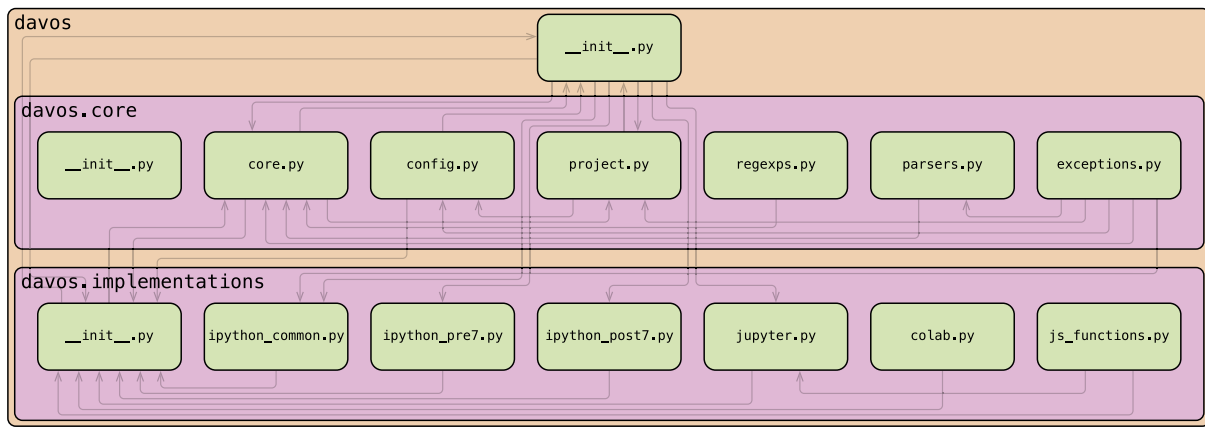 davos
__init__.py
davos.core
__init__.py
core.py
config.py
project.py
regexps.py
parsers.py
exceptions.py
davos.implementations
__init__.py
ipython_common.py
ipython_pre7.py
ipython_post7.py
jupyter.py
colab.py
js_functions.py